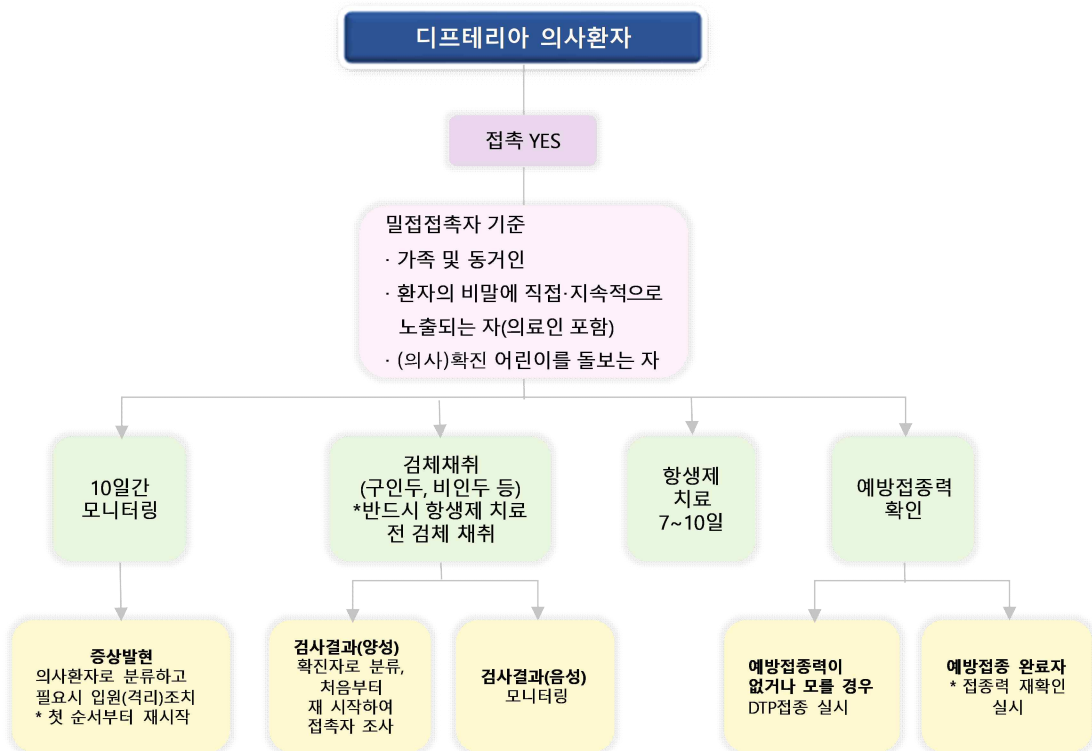 디프테리아 의사환자
접촉 YES
밀접접촉자 기준
· 가족 및 동거인
· 환자의 비말에 직접·지속적으로
노출되는 자(의료인 포함)
· (의사)확진 어린이를 돌보는 자
10일간
모니터링
검체채취
(구인두, 비인두 등)
*반드시 항생제 치료
전 검체 채취
항생제
치료
7~10일
예방접종력
확인
증상발현
의사환자로 분류하고
필요시 입원(격리)조치
* 첫 순서부터 재시작
검사결과(양성)
확진자로 분류,
처음부터
재 시작하여
접촉자 조사
검사결과(음성)
모니터링
예방접종력이
없거나 모를 경우
DTP접종 실시
예방접종 완료자
* 접종력 재확인
실시